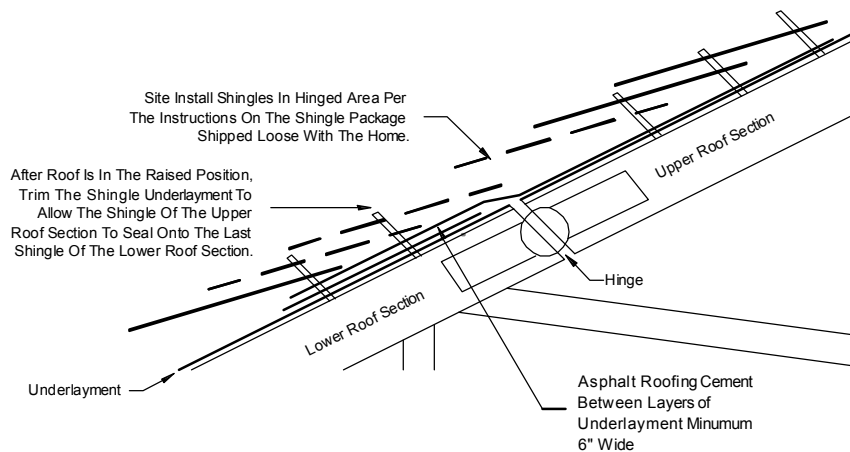 Site Install Shingles In Hinged Area Per
The Instructions On The Shingle Package
Shipped Loose With The Home.
After Roof Is In The Raised Position,
Trim The Shingle Underlayment To
Allow The Shingle Of The Upper
Roof Section To Seal Onto The Last
Shingle Of The Lower Roof Section.
Upper Roof Section
Hinge
Lower Roof Section
Underlayment
Asphalt Roofing Cement
Between Layers of
Underlayment Minumum
6" Wide